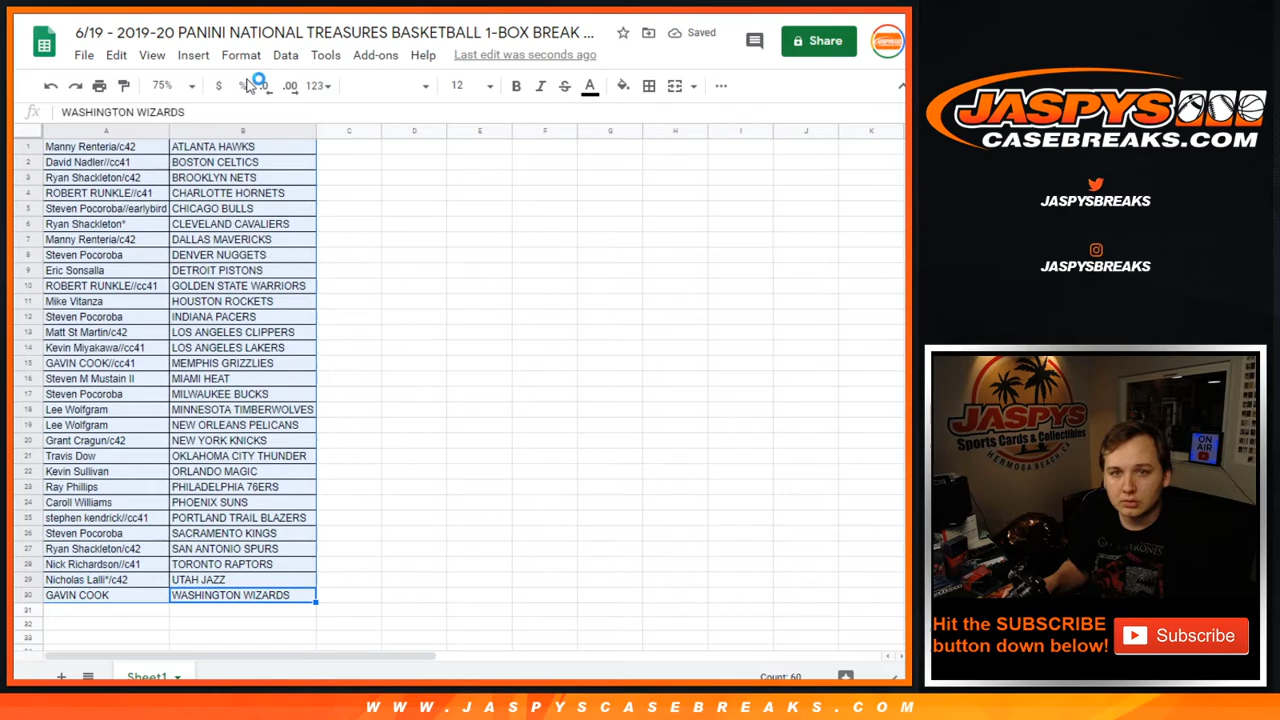 6/19 - 2019-20 PANINI NATIONAL TREASURES BASKETBALL 1-BOX BREAK ...
Saved
Share
File Edit View Insert Format Data Tools Add-ons Help Last edit was seconds ago
75% $ % .0 .00 123 12 B I S A
fx WASHINGTON WIZARDS
A B C D E F G H I J K
1 Manny Renteria/c42 ATLANTA HAWKS
2 David Nadler//cc41 BOSTON CELTICS
3 Ryan Shackleton/c42 BROOKLYN NETS
4 ROBERT RUNKLE//c41 CHARLOTTE HORNETS
5 Steven Pocoroba//earlybird CHICAGO BULLS
6 Ryan Shackleton* CLEVELAND CAVALIERS
7 Manny Renteria/c42 DALLAS MAVERICKS
8 Steven Pocoroba DENVER NUGGETS
9 Eric Sonsalla DETROIT PISTONS
10 ROBERT RUNKLE//cc41 GOLDEN STATE WARRIORS
11 Mike Vitanza HOUSTON ROCKETS
12 Steven Pocoroba INDIANA PACERS
13 Matt St Martin/c42 LOS ANGELES CLIPPERS
14 Kevin Miyakawa//cc41 LOS ANGELES LAKERS
15 GAVIN COOK//cc41 MEMPHIS GRIZZLIES
16 Steven M Mustain II MIAMI HEAT
17 Steven Pocoroba MILWAUKEE BUCKS
18 Lee Wolfgram MINNESOTA TIMBERWOLVES
19 Lee Wolfgram NEW ORLEANS PELICANS
20 Grant Cragun/c42 NEW YORK KNICKS
21 Travis Dow OKLAHOMA CITY THUNDER
22 Kevin Sullivan ORLANDO MAGIC
23 Ray Phillips PHILADELPHIA 76ERS
24 Caroll Williams PHOENIX SUNS
25 stephen kendrick//cc41 PORTLAND TRAIL BLAZERS
26 Steven Pocoroba SACRAMENTO KINGS
27 Ryan Shackleton/c42 SAN ANTONIO SPURS
28 Nick Richardson//c41 TORONTO RAPTORS
29 Nicholas Lalli*/c42 UTAH JAZZ
30 GAVIN COOK WASHINGTON WIZARDS
31
32
33
Sheet1
Count: 60
JASPYS
CASEBREAKS.COM
JASPYSBREAKS
JASPYSBREAKS
JASPYS
Sports Cards & Collectibles
HERMOSA BEACH, CA
ON AIR
Hit the SUBSCRIBE
button down below!
Subscribe
WWW.JASPYSCASEBREAKS.COM